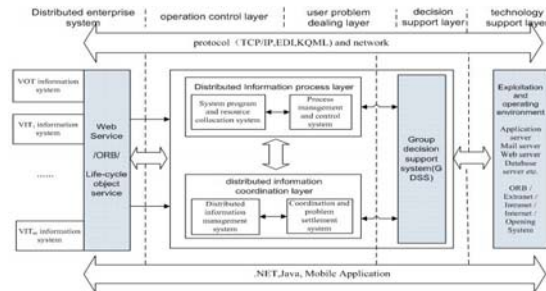 Distributed enterprise
system
operation control layer
user problem
dealing layer
decision
support layer
technology
support layer
protocol (TCP/IP,EDI,KQML) and network
VOT information
system
VIT, information
system
......
VITm information
system
Web
Service
/ORB/
Life-cycle
object
service
Distributed Information process layer
System program
and resource
collocation system
Process
management
and control
system
distributed information
coordination layer
Distributed
information
management
system
Coordination and
problem
settlement system
Group
decision
support
system(G
DSS)
Exploitation
and
operating
environment
Application
server
Mail server
Web server
Database
server etc.
ORB /
Extranet /
Intranet /
Internet /
Opening
System
.NET,Java, Mobile Application